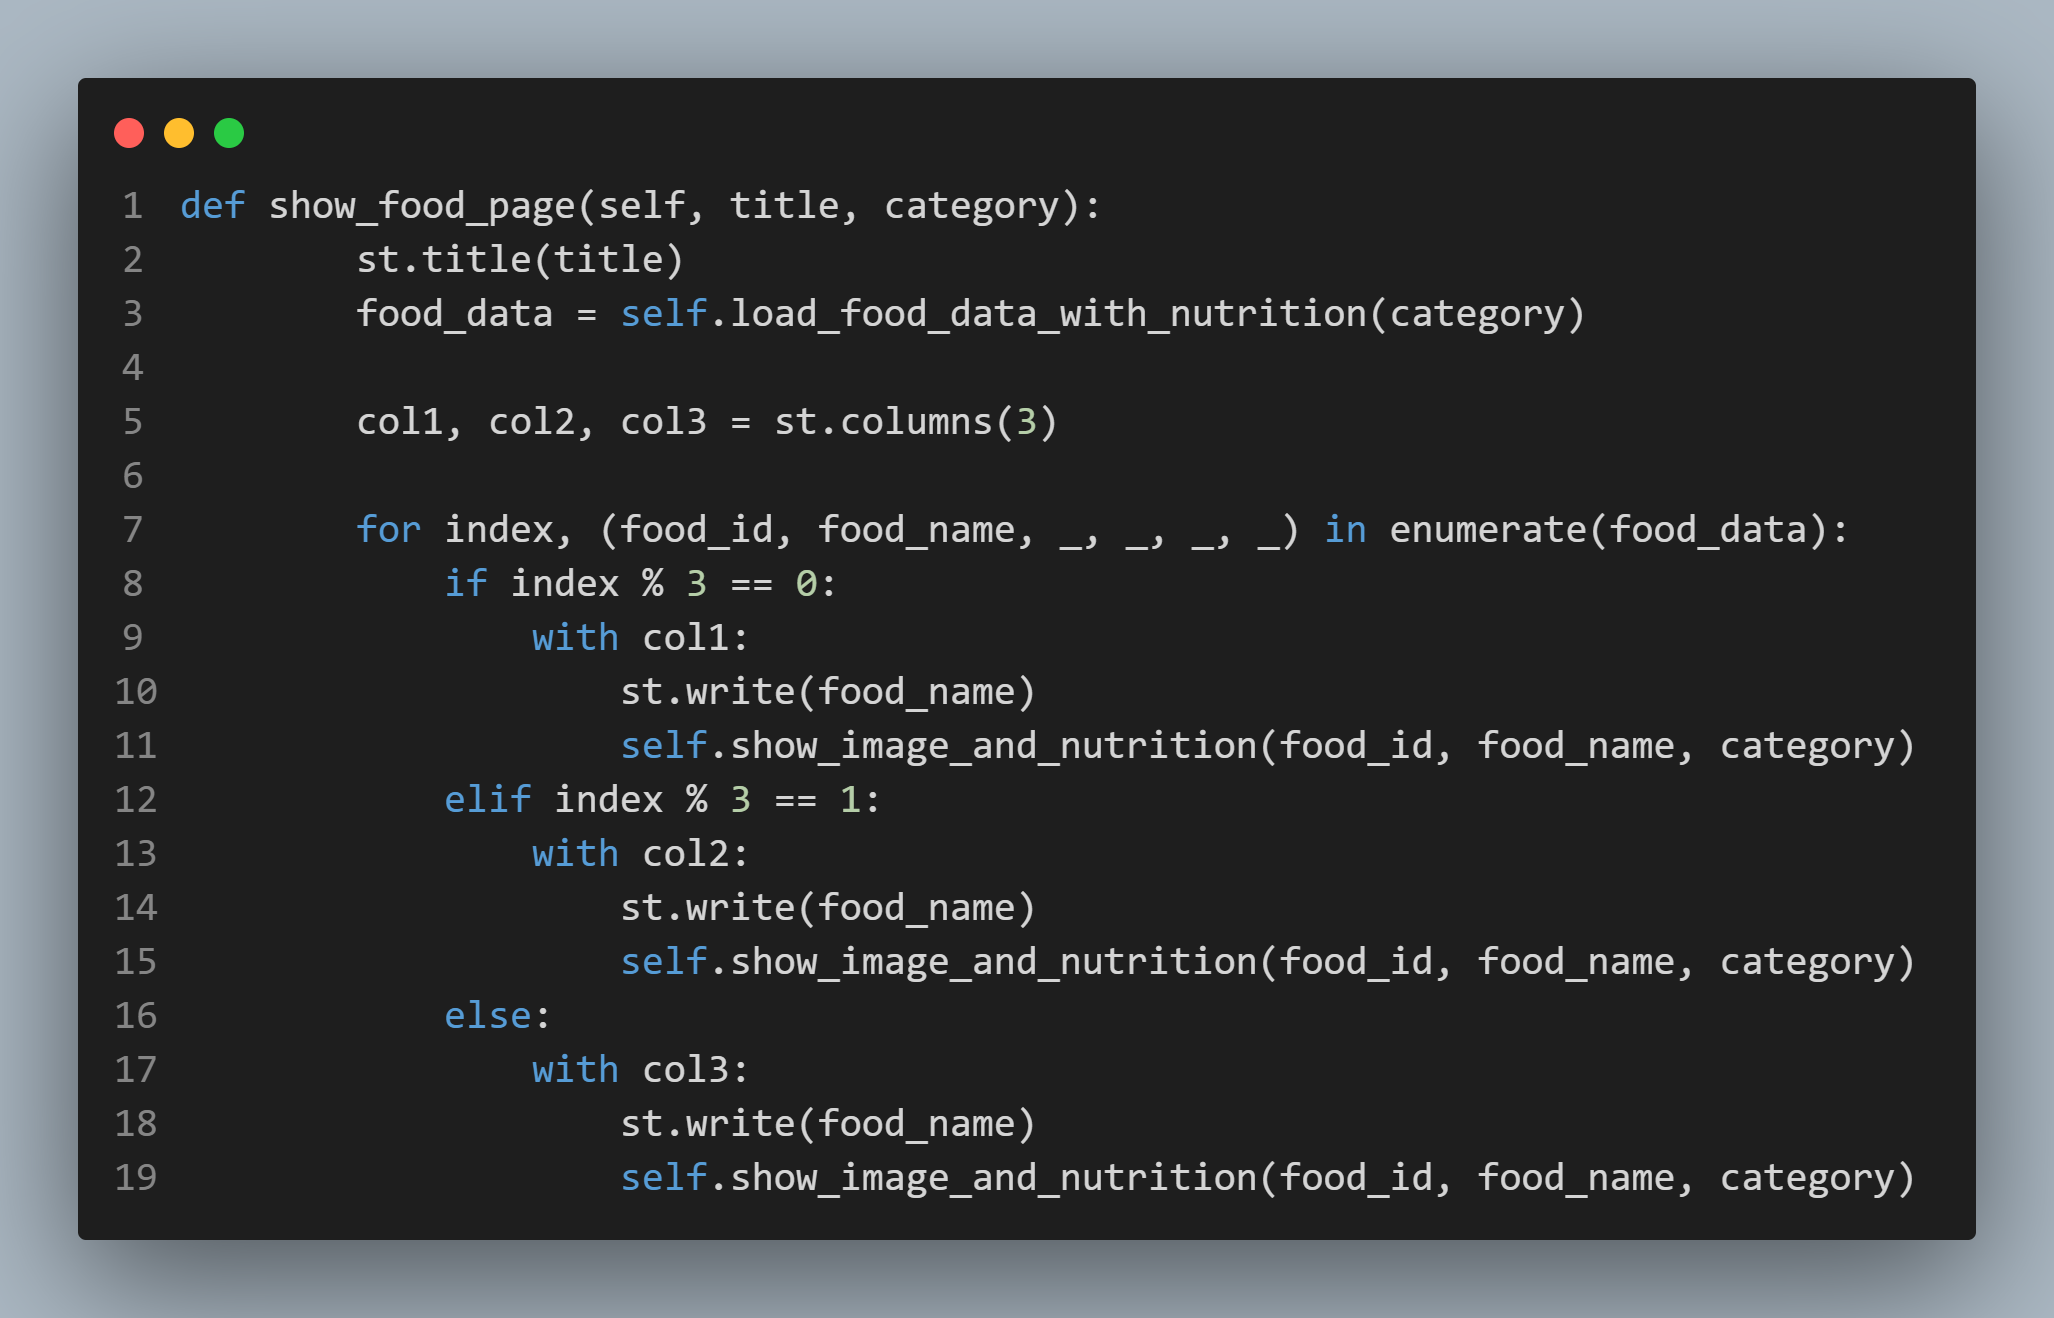 1 def show_food_page(self, title, category):
2         st.title(title)
3         food_data = self.load_food_data_with_nutrition(category)
4
5         col1, col2, col3 = st.columns(3)
6
7         for index, (food_id, food_name, _, _, _, _) in enumerate(food_data):
8             if index % 3 == 0:
9                 with col1:
10                     st.write(food_name)
11                     self.show_image_and_nutrition(food_id, food_name, category)
12             elif index % 3 == 1:
13                 with col2:
14                     st.write(food_name)
15                     self.show_image_and_nutrition(food_id, food_name, category)
16             else:
17                 with col3:
18                     st.write(food_name)
19                     self.show_image_and_nutrition(food_id, food_name, category)